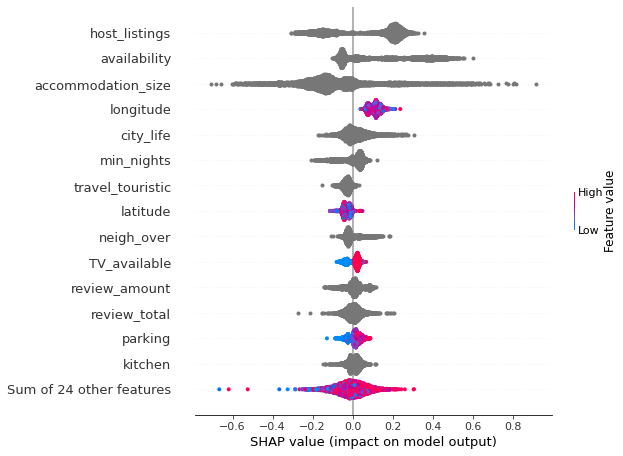 host_listings
availability
accommodation_size
longitude
city_life
min_nights
travel_touristic
latitude
neigh_over
TV_available
review_amount
review_total
parking
kitchen
Sum of 24 other features
−0.6 −0.4 −0.2 0.0 0.2 0.4 0.6 0.8
SHAP value (impact on model output)
High
Low
Feature value